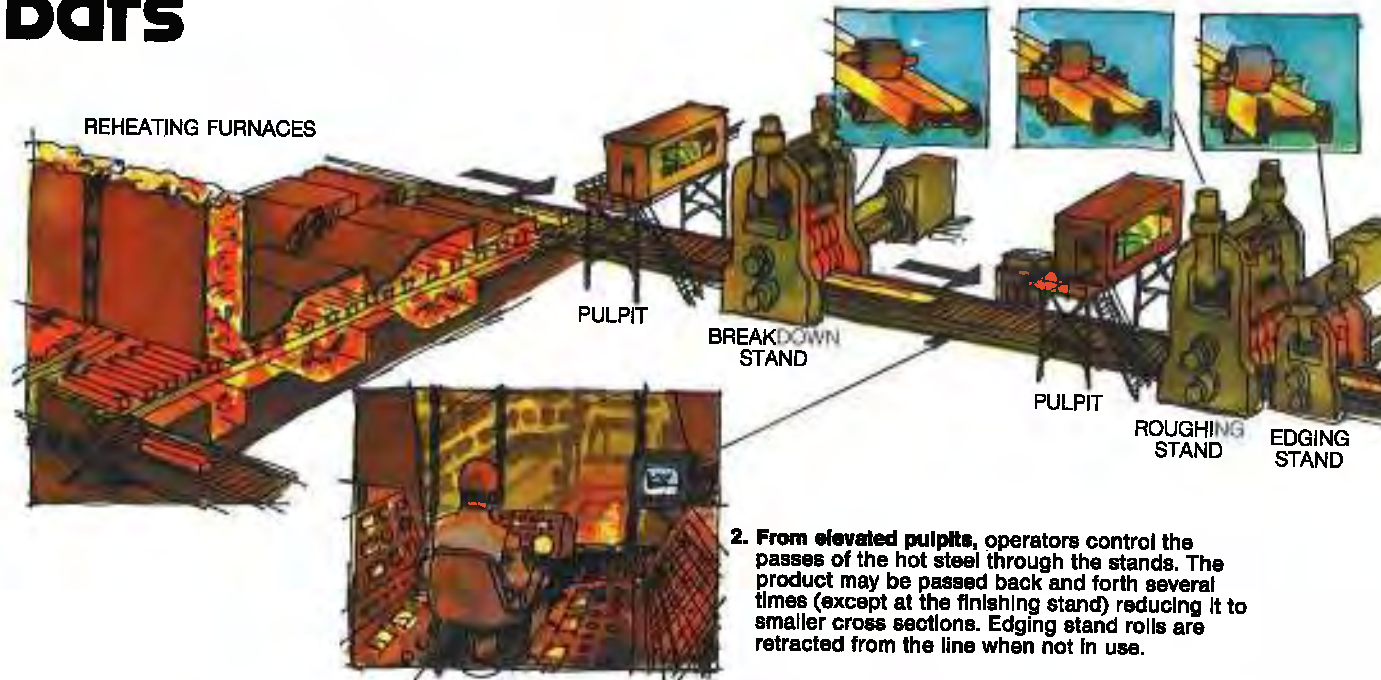 bars
REHEATING FURNACES
PULPIT
BREAKDOWN
STAND
PULPIT
ROUGHING
STAND
EDGING
STAND
2. From elevated pulpits, operators control the
passes of the hot steel through the stands. The
product may be passed back and forth several
times (except at the finishing stand) reducing it to
smaller cross sections. Edging stand rolls are
retracted from the line when not in use.